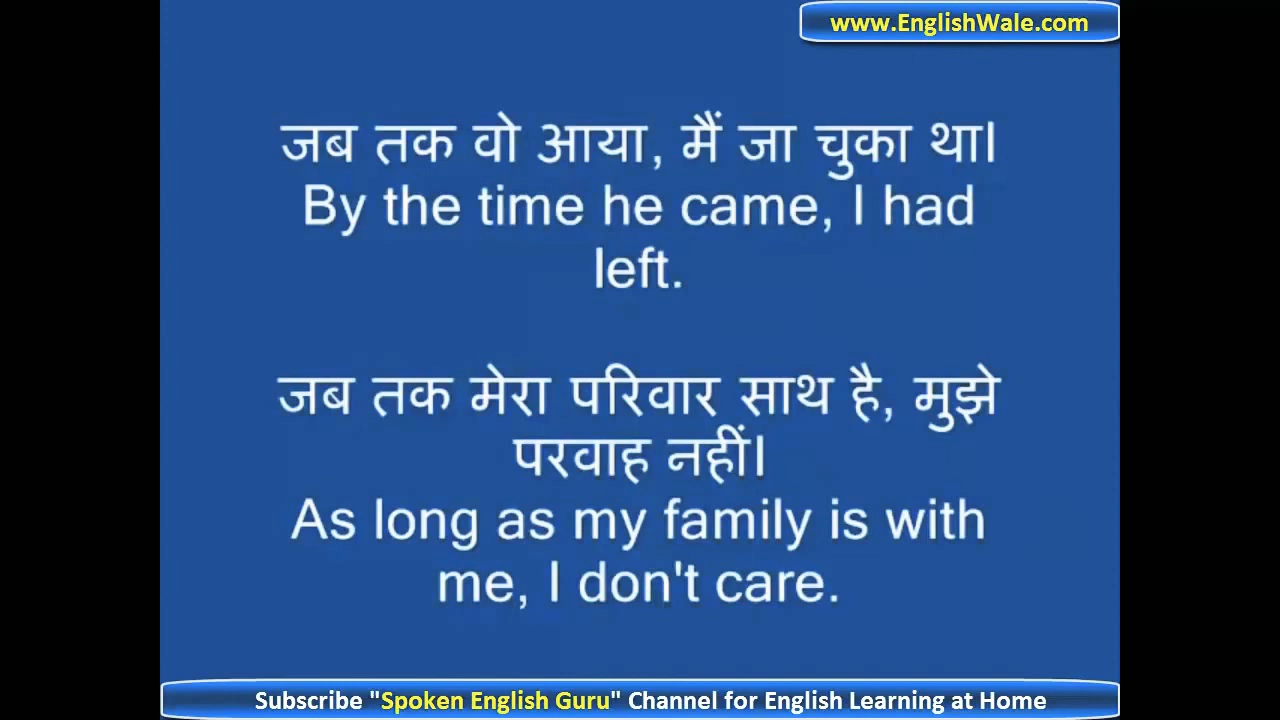 www.EnglishWale.com
जब तक वो आया, मैं जा चुका था।
By the time he came, I had
left.
जब तक मेरा परिवार साथ है, मुझे
परवाह नहीं।
As long as my family is with
me, I don't care.
Subscribe "Spoken English Guru" Channel for English Learning at Home